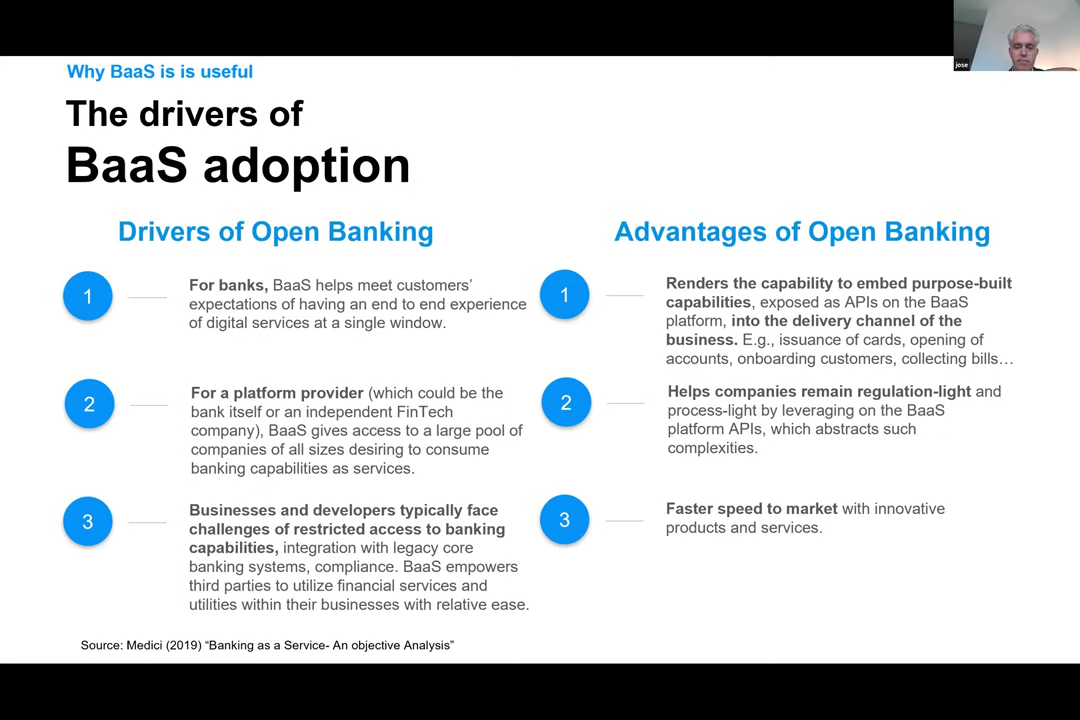 jose
Why BaaS is is useful
The drivers of
BaaS adoption
Drivers of Open Banking
1
For banks, BaaS helps meet customers’
expectations of having an end to end experience
of digital services at a single window.
2
For a platform provider (which could be the
bank itself or an independent FinTech
company), BaaS gives access to a large pool of
companies of all sizes desiring to consume
banking capabilities as services.
3
Businesses and developers typically face
challenges of restricted access to banking
capabilities, integration with legacy core
banking systems, compliance. BaaS empowers
third parties to utilize financial services and
utilities within their businesses with relative ease.
Advantages of Open Banking
1
Renders the capability to embed purpose-built
capabilities, exposed as APIs on the BaaS
platform, into the delivery channel of the
business. E.g., issuance of cards, opening of
accounts, onboarding customers, collecting bills…
2
Helps companies remain regulation-light and
process-light by leveraging on the BaaS
platform APIs, which abstracts such
complexities.
3
Faster speed to market with innovative
products and services.
Source: Medici (2019) “Banking as a Service- An objective Analysis”